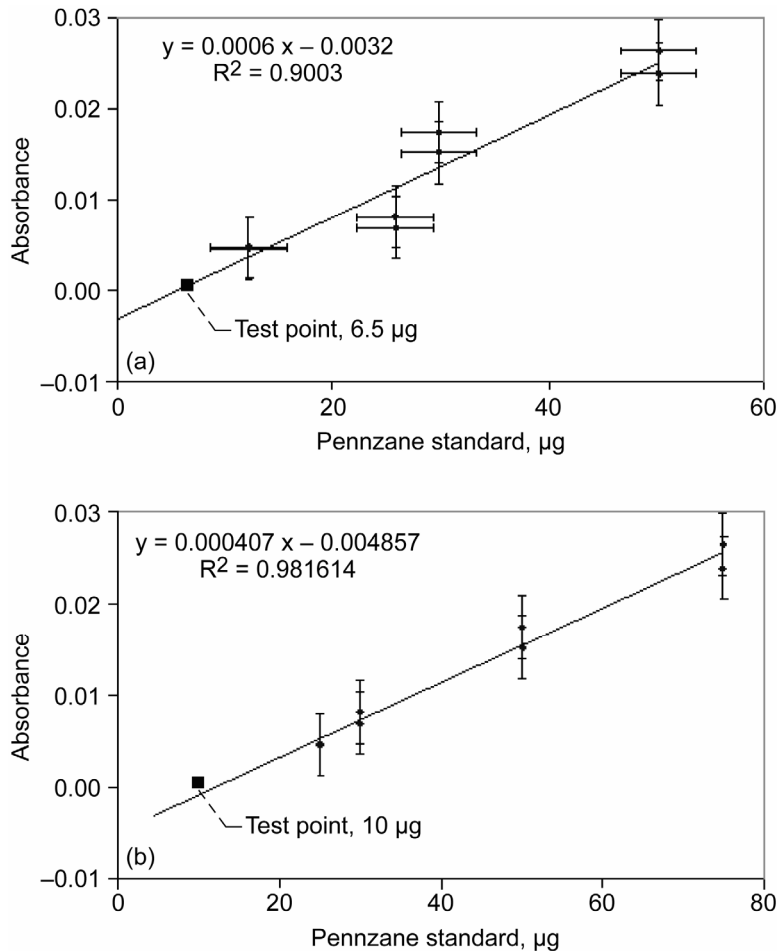 0.03
y = 0.0006 x – 0.0032
R² = 0.9003
0.02
Absorbance
0.01
0.00
Test point, 6.5 µg
(a)
–0.01
0 20 40 60
Pennzane standard, µg
0.03
y = 0.000407 x – 0.004857
R² = 0.981614
0.02
Absorbance
0.01
0.00
Test point, 10 µg
(b)
–0.01
0 20 40 60 80
Pennzane standard, µg